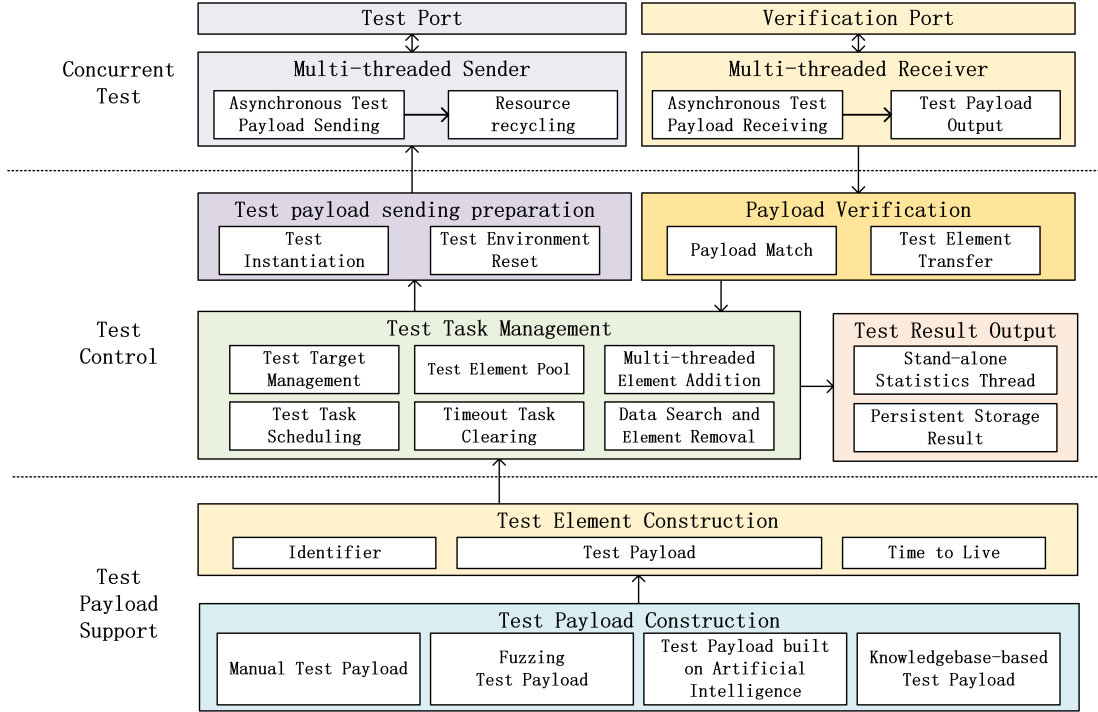 Test Port
Verification Port
Concurrent
Test
Multi-threaded Sender
Asynchronous Test
Payload Sending
Resource
recycling
Multi-threaded Receiver
Asynchronous Test
Payload Receiving
Test Payload
Output
Test payload sending preparation
Test
Instantiation
Test Environment
Reset
Payload Verification
Payload Match
Test Element
Transfer
Test
Control
Test Task Management
Test Target
Management
Test Element Pool
Multi-threaded
Element Addition
Test Task
Scheduling
Timeout Task
Clearing
Data Search and
Element Removal
Test Result Output
Stand-alone
Statistics Thread
Persistent Storage
Result
Test
Payload
Support
Test Element Construction
Identifier
Test Payload
Time to Live
Test Payload Construction
Manual Test Payload
Fuzzing
Test Payload
Test Payload built
on Artificial
Intelligence
Knowledgebase-based
Test Payload